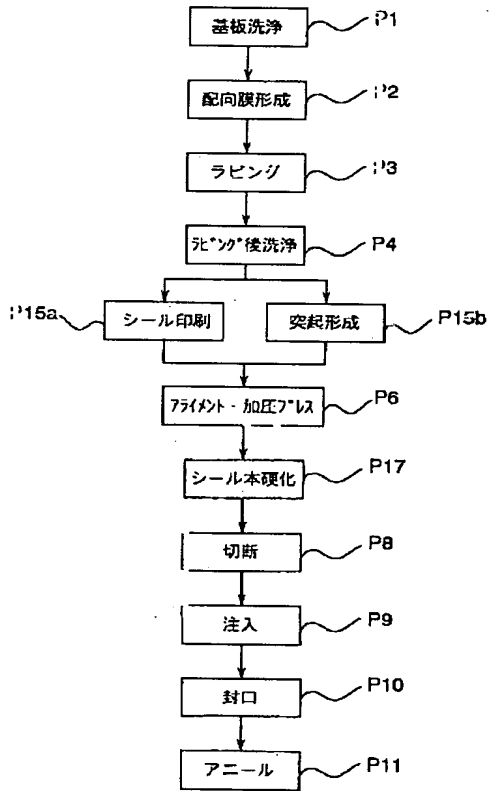 基板洗浄 P1
配向膜形成 P2
ラビング P3
ﾗﾋﾞﾝｸﾞ後洗浄 P4
P15a シール印刷 突起形成 P15b
ｱﾗｲﾒﾝﾄ・加圧ﾌﾟﾚｽ P6
シール本硬化 P17
切断 P8
注入 P9
封口 P10
アニール P11